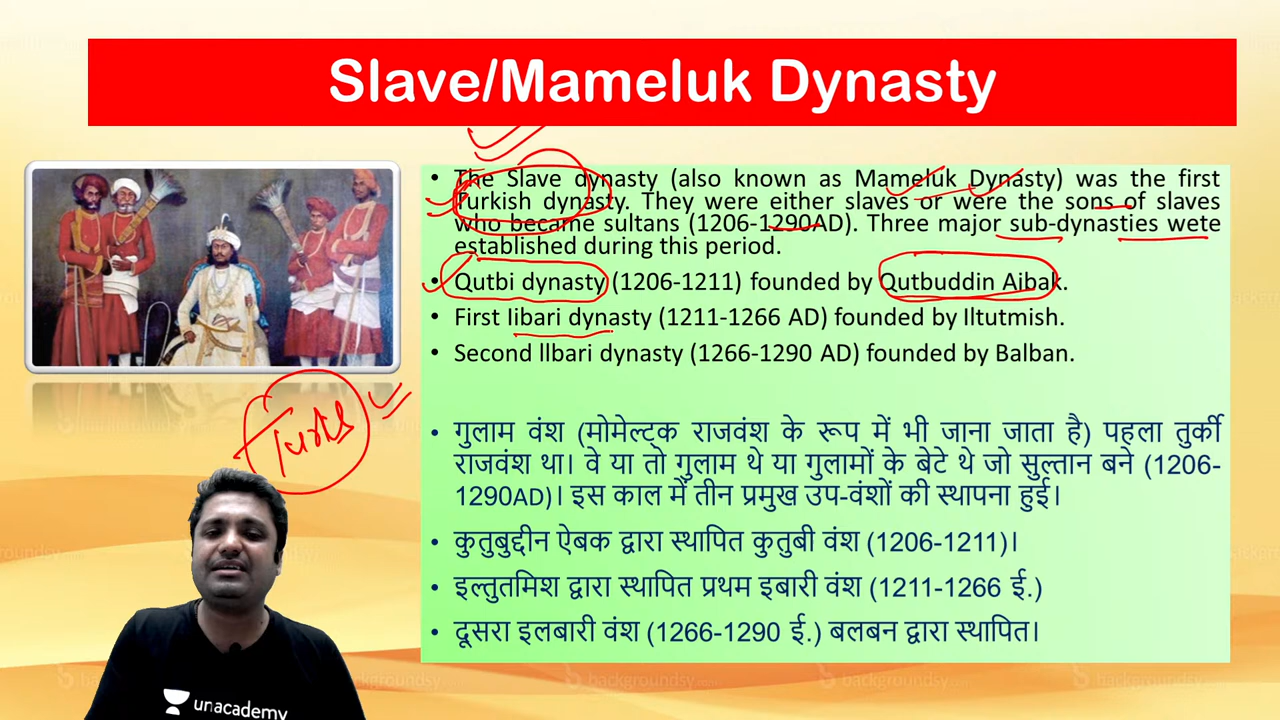 Slave/Mameluk Dynasty
• The Slave dynasty (also known as Mameluk Dynasty) was the first
Turkish dynasty. They were either slaves or were the sons of slaves
who became sultans (1206-1290AD). Three major sub-dynasties wete
established during this period.
• Qutbi dynasty (1206-1211) founded by Qutbuddin Aibak.
• First Iibari dynasty (1211-1266 AD) founded by Iltutmish.
• Second llbari dynasty (1266-1290 AD) founded by Balban.
Turks
• गुलाम वंश (मोमेल्ट्क राजवंश के रूप में भी जाना जाता है) पहला तुर्की
राजवंश था। वे या तो गुलाम थे या गुलामों के बेटे थे जो सुल्तान बने (1206-
1290AD)। इस काल में तीन प्रमुख उप-वंशों की स्थापना हुई।
• कुतुबुद्दीन ऐबक द्वारा स्थापित कुतुबी वंश (1206-1211)।
• इल्तुतमिश द्वारा स्थापित प्रथम इबारी वंश (1211-1266 ई.)
• दूसरा इलबारी वंश (1266-1290 ई.) बलबन द्वारा स्थापित।
unacademy
backgroundsy.com
backgroundsy.com